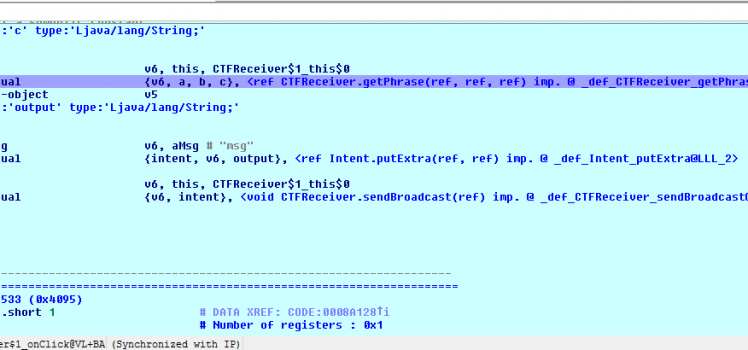 :'c' type:'Ljava/lang/String;'
v6, this, CTFReceiver$1_this$0
ual {v6, a, b, c}, <ref CTFReceiver.getPhrase(ref, ref, ref) imp. @ _def_CTFReceiver_getPhras
-object v5
:'output' type:'Ljava/lang/String;'
g v6, aMsg # "msg"
ual {intent, v6, output}, <ref Intent.putExtra(ref, ref) imp. @ _def_Intent_putExtra@LLL_2>
v6, this, CTFReceiver$1_this$0
ual {v6, intent}, <void CTFReceiver.sendBroadcast(ref) imp. @ _def_CTFReceiver_sendBroadcast
533 (0x4095)
.short 1 # DATA XREF: CODE:0008A128↑i
# Number of registers : 0x1
er$1_onClick@VL+BA (Synchronized with IP)